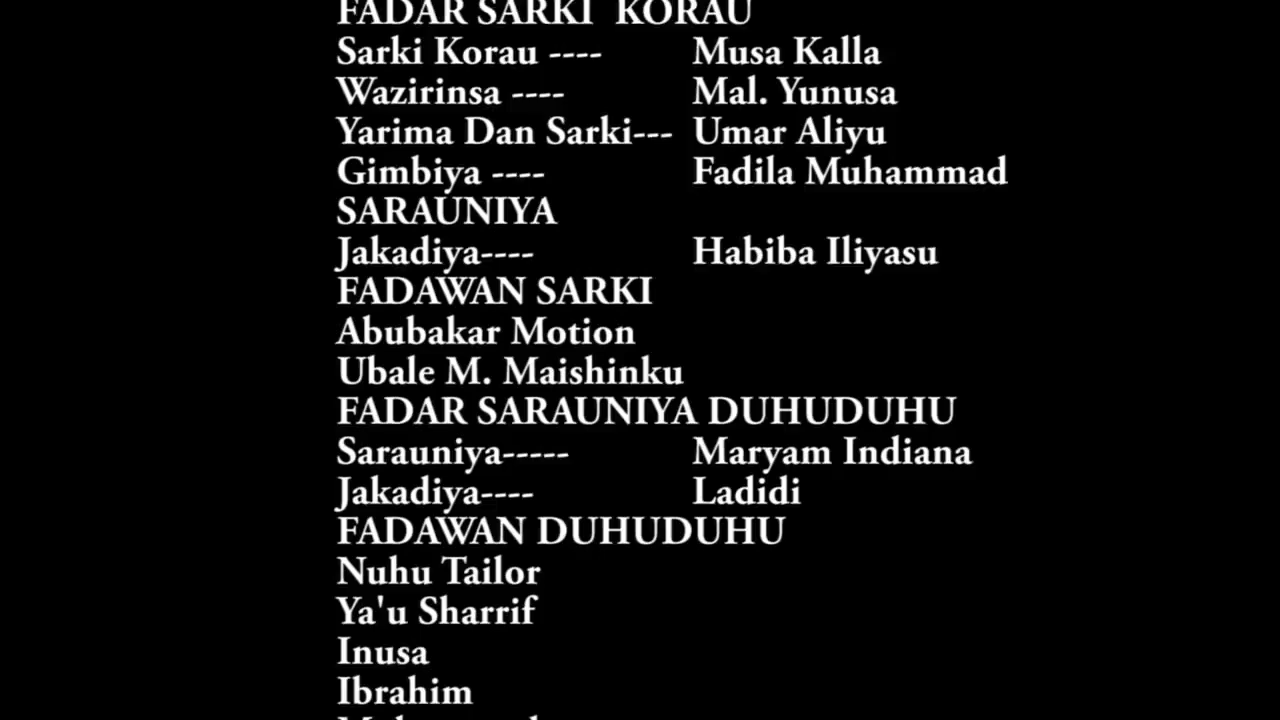 FADAR SARKI KORAU
Sarki Korau ---- Musa Kalla
Wazirinsa ---- Mal. Yunusa
Yarima Dan Sarki--- Umar Aliyu
Gimbiya ---- Fadila Muhammad
SARAUNIYA
Jakadiya---- Habiba Iliyasu
FADAWAN SARKI
Abubakar Motion
Ubale M. Maishinku
FADAR SARAUNIYA DUHUDUHU
Sarauniya----- Maryam Indiana
Jakadiya---- Ladidi
FADAWAN DUHUDUHU
Nuhu Tailor
Ya'u Sharrif
Inusa
Ibrahim